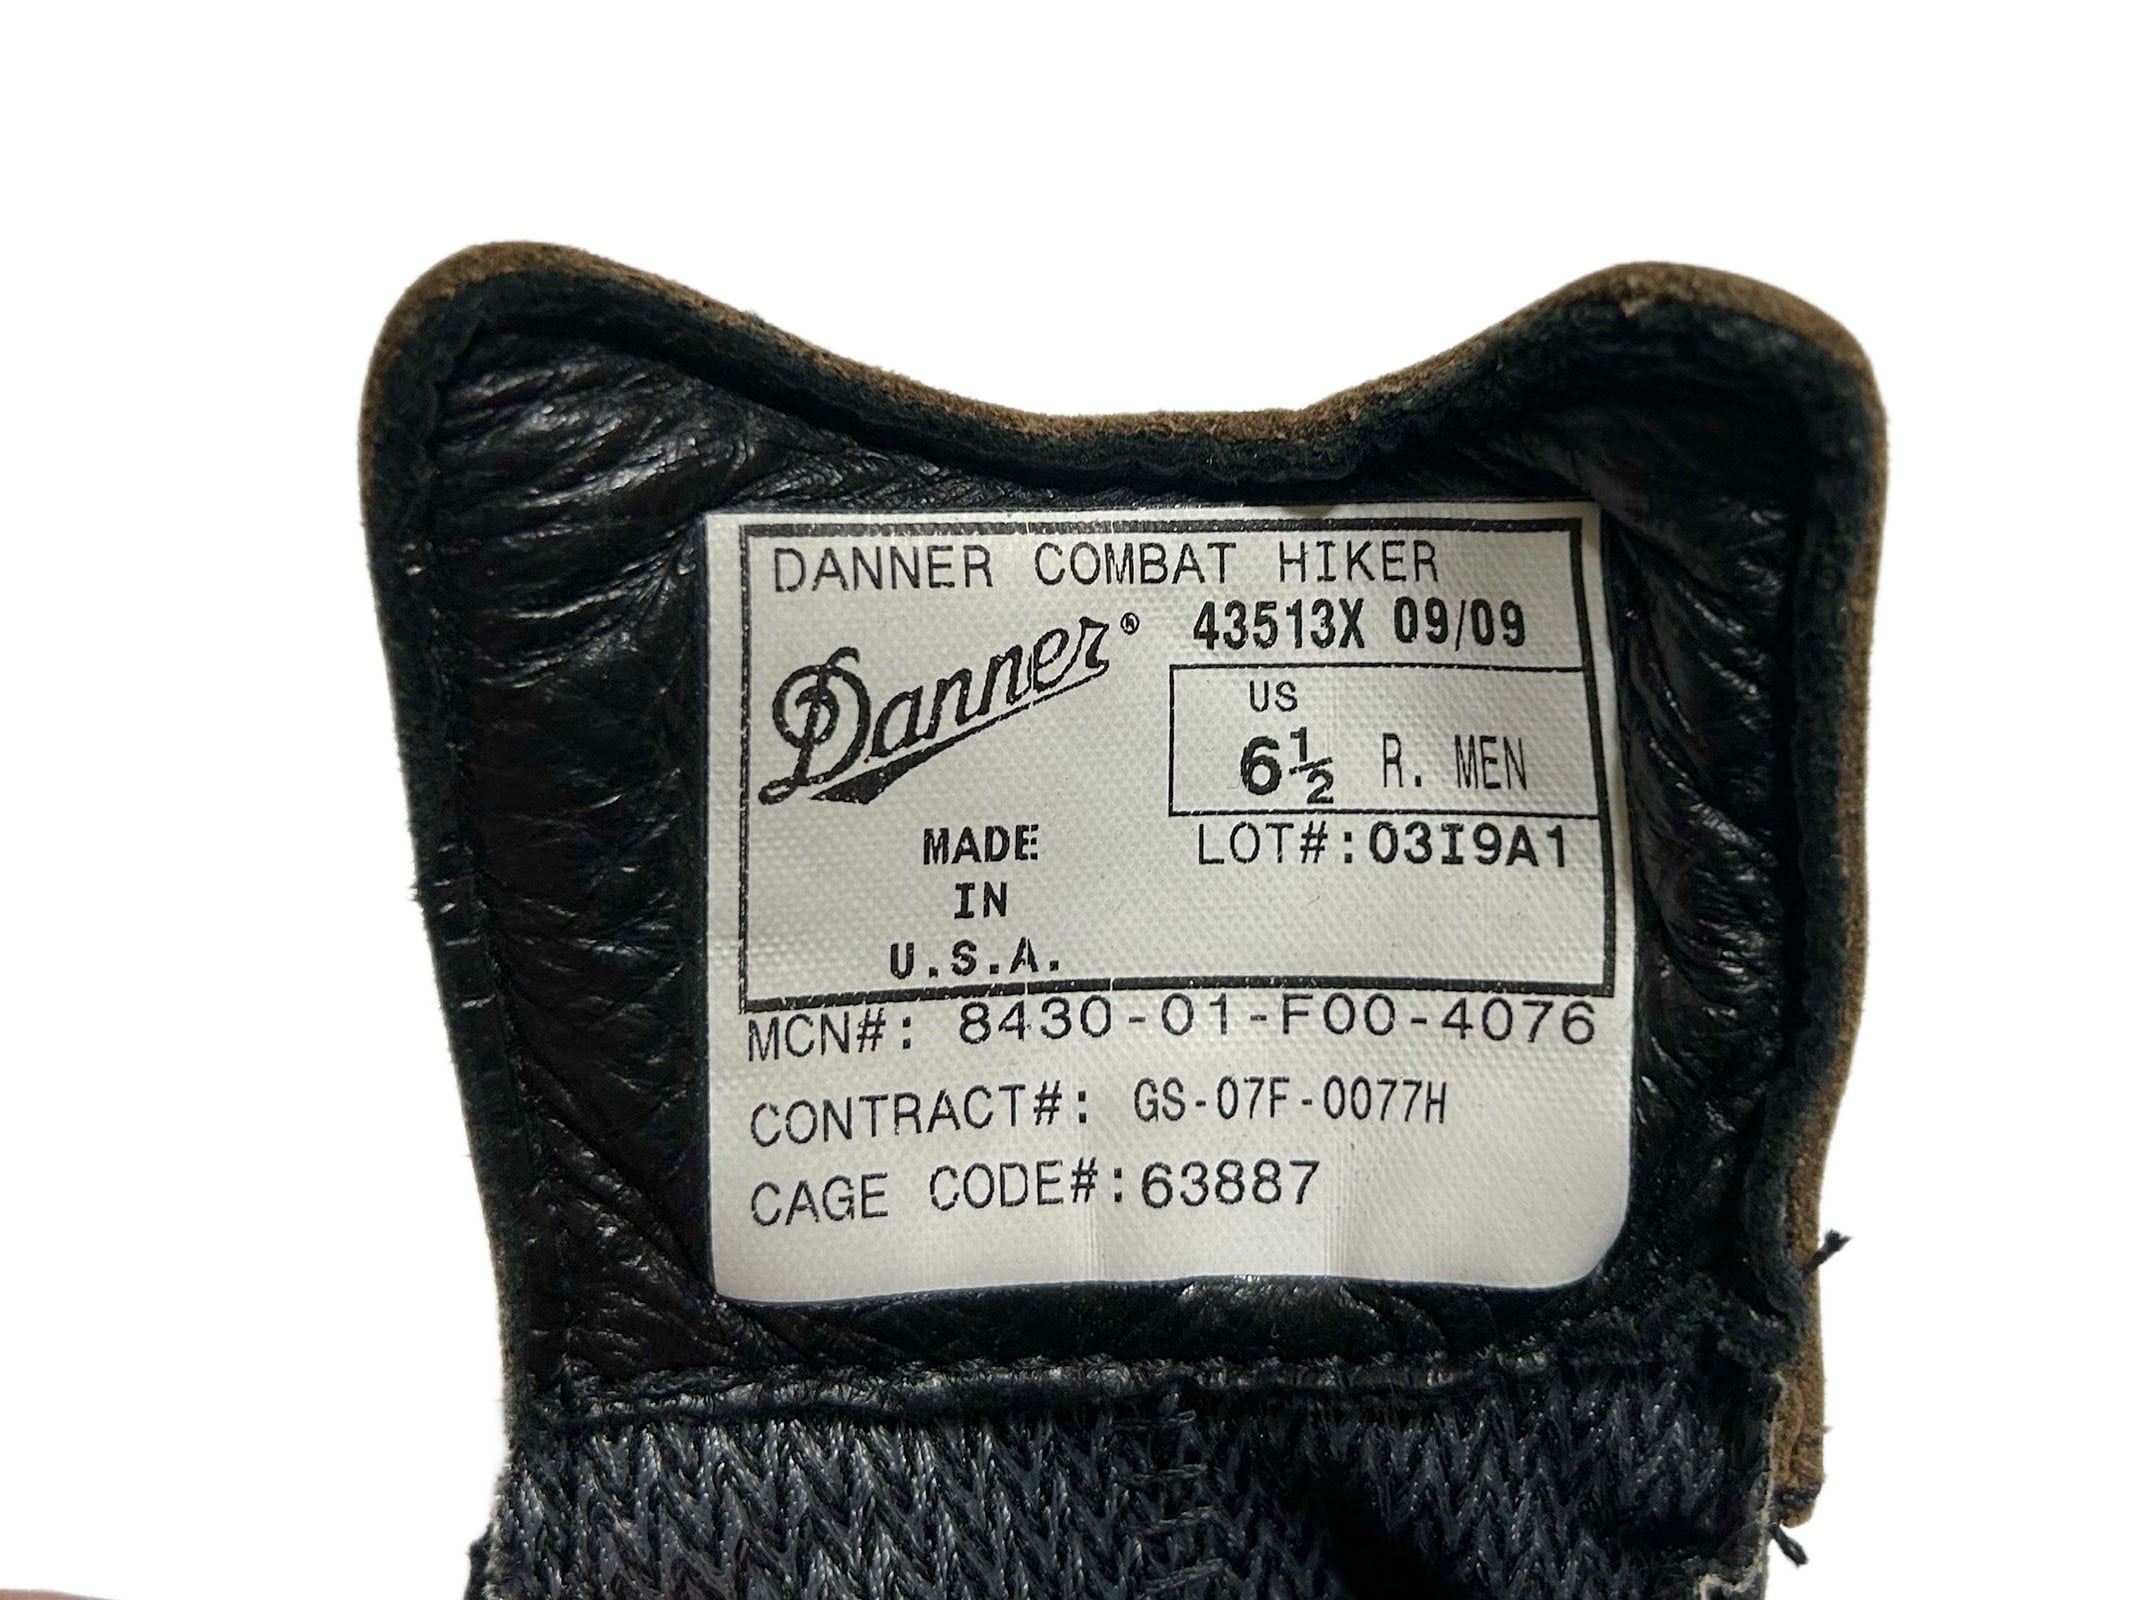 DANNER COMBAT HIKER
Danner® 43513X 09/09
US
6½ R. MEN
MADE
IN
U.S.A.
LOT#:03I9A1
MCN#: 8430-01-F00-4076
CONTRACT#: GS-07F-0077H
CAGE CODE#:63887